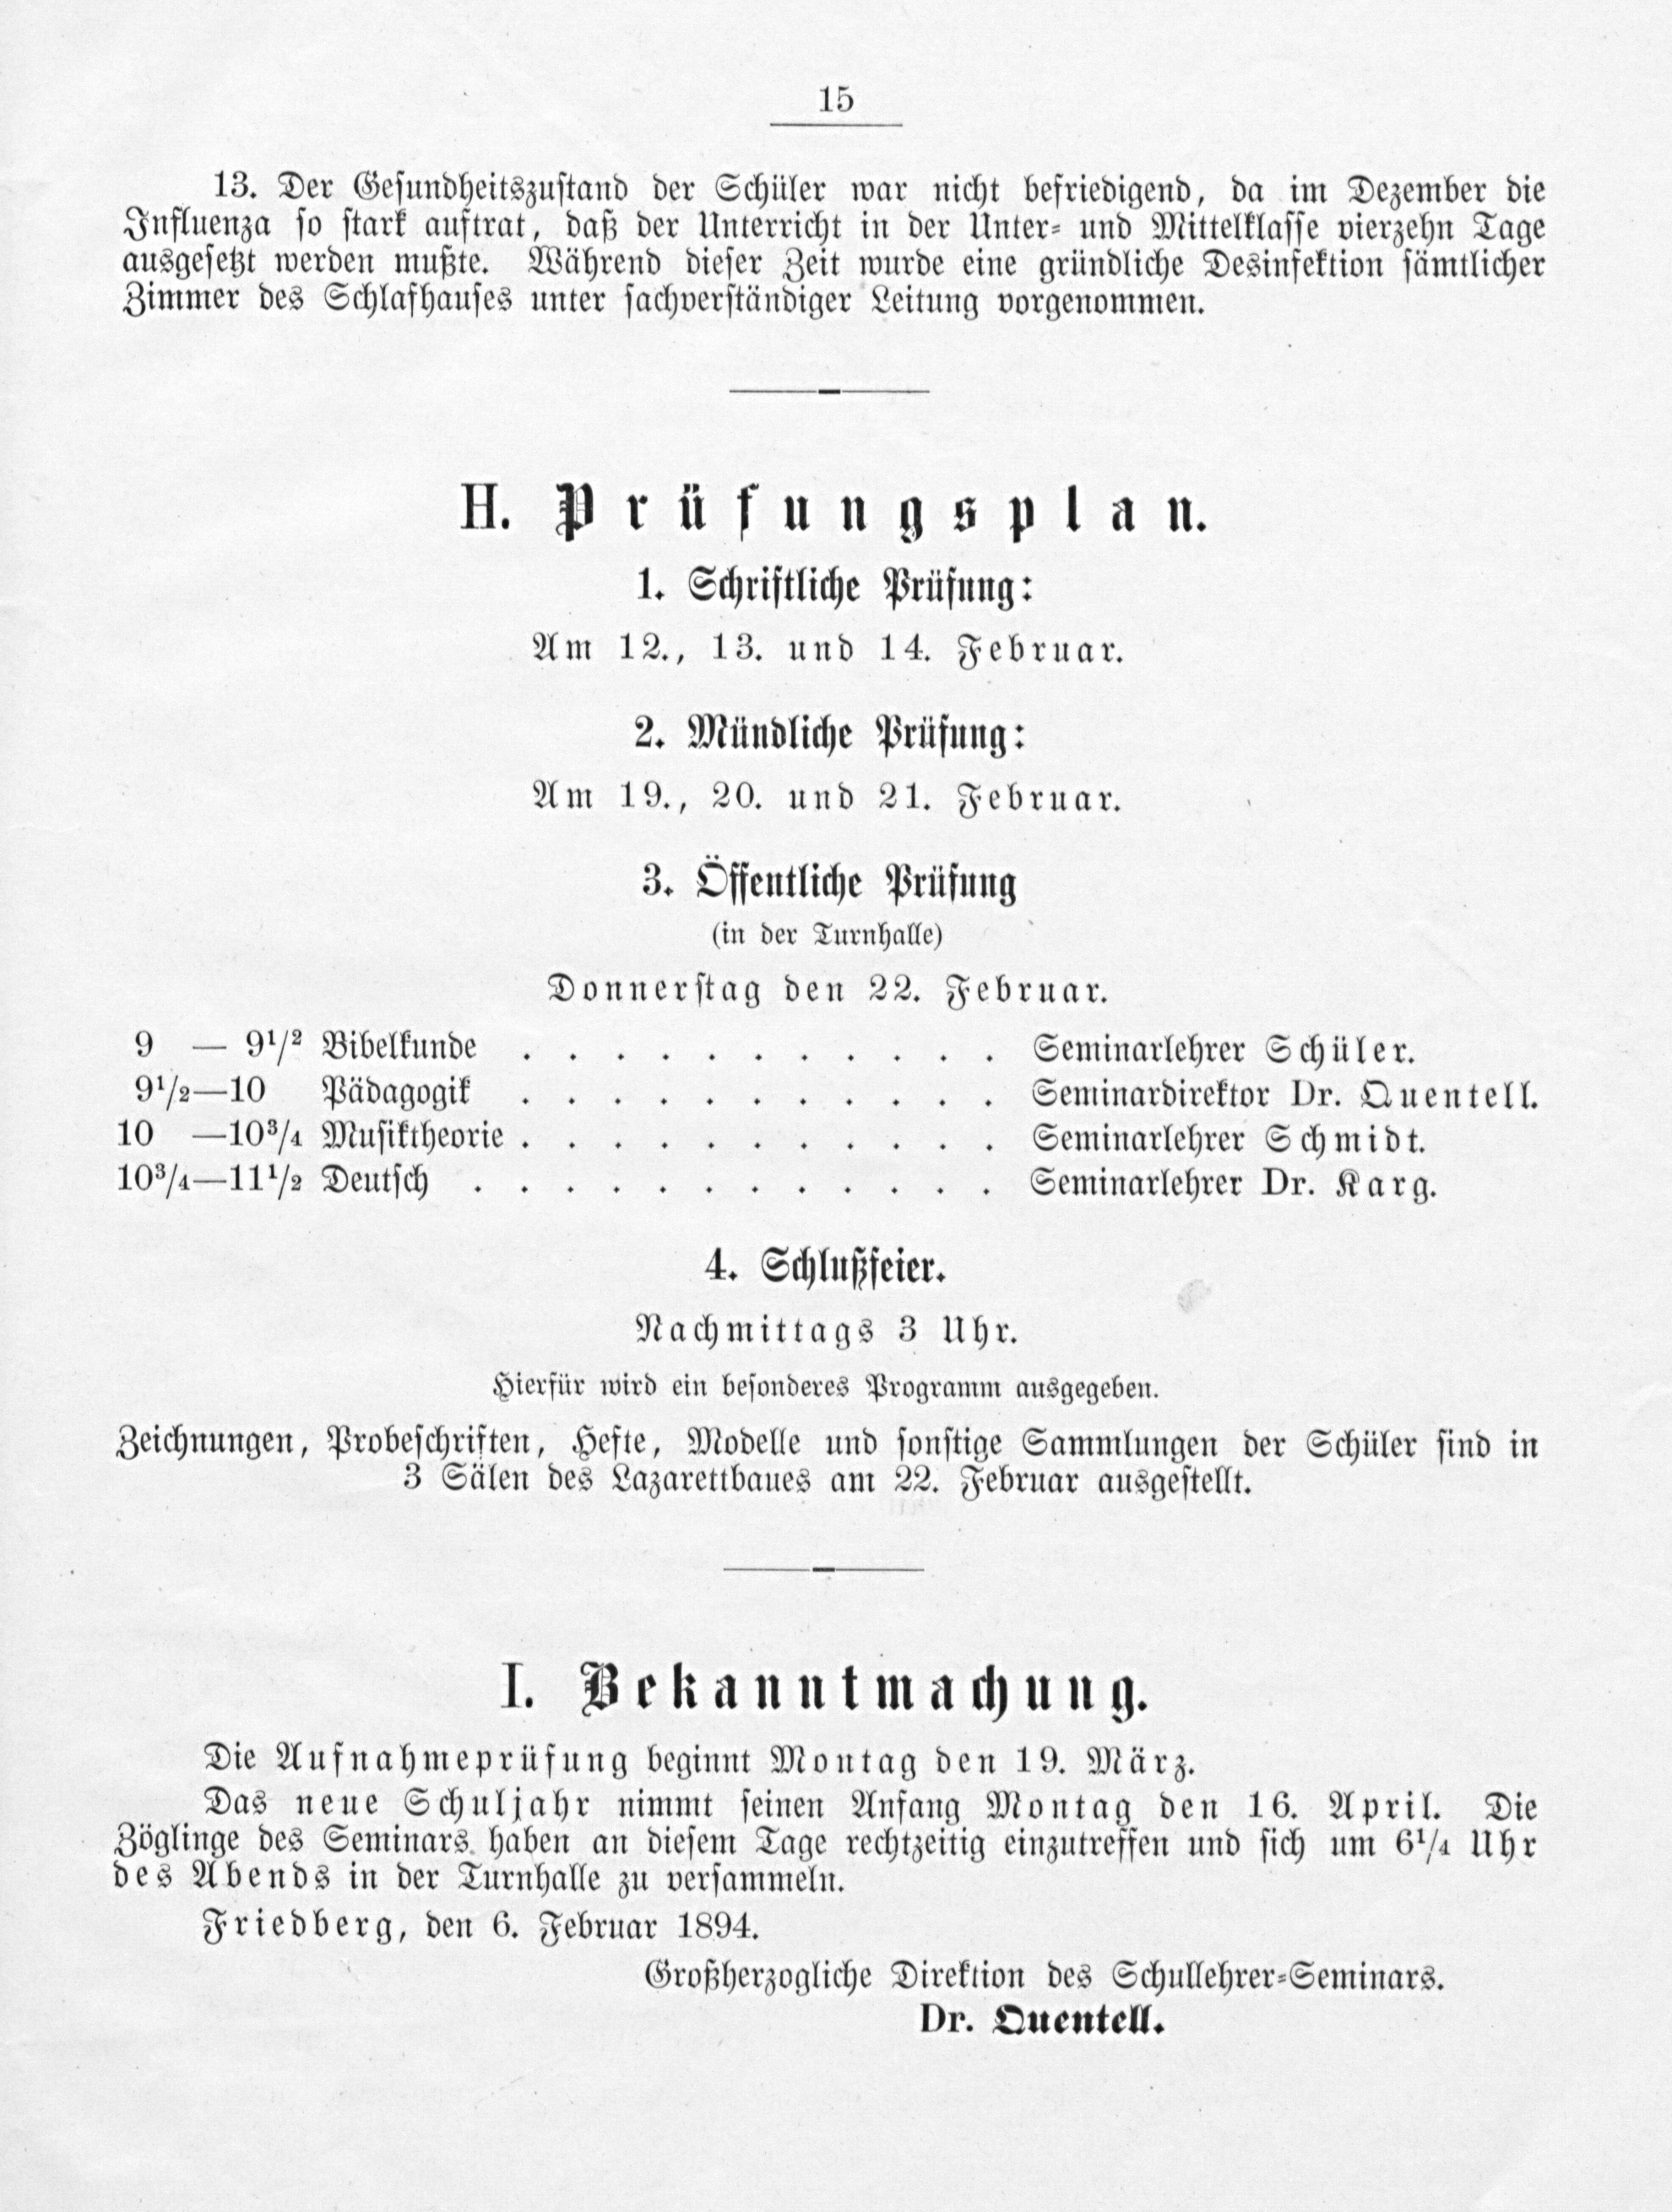 15
13. Der Gesundheitszustand der Schüler war nicht befriedigend, da im Dezember die
Influenza so stark auftrat, daß der Unterricht in der Unter- und Mittelklasse vierzehn Tage
ausgesetzt werden mußte. Während dieser Zeit wurde eine gründliche Desinfektion sämtlicher
Zimmer des Schlafhauses unter sachverständiger Leitung vorgenommen.
H. Prüfungsplan.
1. Schriftliche Prüfung:
Am 12., 13. und 14. Februar.
2. Mündliche Prüfung:
Am 19., 20. und 21. Februar.
3. Öffentliche Prüfung
(in der Turnhalle)
Donnerstag den 22. Februar.
9 — 9¹/₂ Bibelkunde . . . . . . . . . . . Seminarlehrer Schüler.
9¹/₂—10 Pädagogik . . . . . . . . . . . Seminardirektor Dr. Quentell.
10 —10³/₄ Musiktheorie . . . . . . . . . . . Seminarlehrer Schmidt.
10³/₄—11¹/₂ Deutsch . . . . . . . . . . . . Seminarlehrer Dr. Karg.
4. Schlußfeier.
Nachmittags 3 Uhr.
Hierfür wird ein besonderes Programm ausgegeben.
Zeichnungen, Probeschriften, Hefte, Modelle und sonstige Sammlungen der Schüler sind in
3 Sälen des Lazarettbaues am 22. Februar ausgestellt.
I. Bekanntmachung.
Die Aufnahmeprüfung beginnt Montag den 19. März.
Das neue Schuljahr nimmt seinen Anfang Montag den 16. April. Die
Zöglinge des Seminars haben an diesem Tage rechtzeitig einzutreffen und sich um 6¹/₄ Uhr
des Abends in der Turnhalle zu versammeln.
Friedberg, den 6. Februar 1894.
Großherzogliche Direktion des Schullehrer-Seminars.
Dr. Quentell.